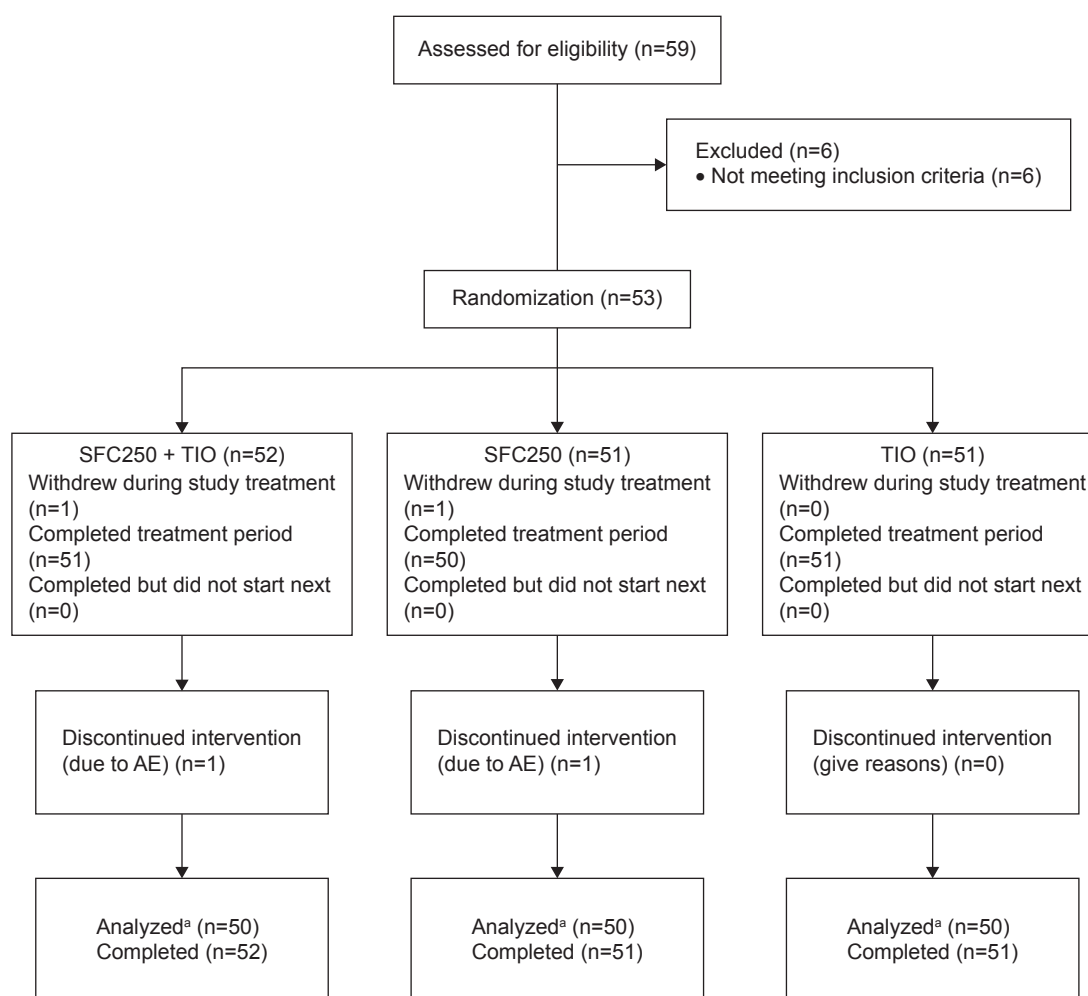 Assessed for eligibility (n=59)
Excluded (n=6)
• Not meeting inclusion criteria (n=6)
Randomization (n=53)
SFC250 + TIO (n=52)
Withdrew during study treatment
(n=1)
Completed treatment period
(n=51)
Completed but did not start next
(n=0)
SFC250 (n=51)
Withdrew during study treatment
(n=1)
Completed treatment period
(n=50)
Completed but did not start next
(n=0)
TIO (n=51)
Withdrew during study treatment
(n=0)
Completed treatment period
(n=51)
Completed but did not start next
(n=0)
Discontinued intervention
(due to AE) (n=1)
Discontinued intervention
(due to AE) (n=1)
Discontinued intervention
(give reasons) (n=0)
Analyzedᵃ (n=50)
Completed (n=52)
Analyzedᵃ (n=50)
Completed (n=51)
Analyzedᵃ (n=50)
Completed (n=51)